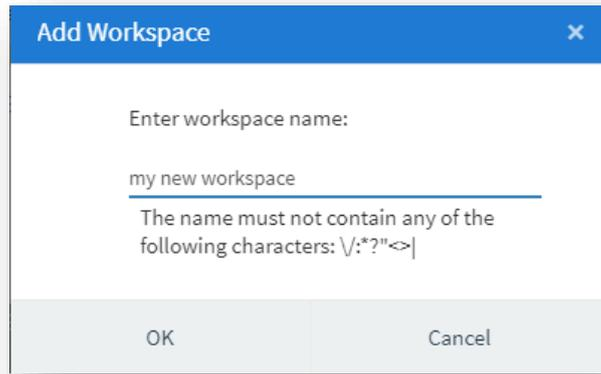 Add Workspace ×
Enter workspace name:
my new workspace
The name must not contain any of the
following characters: \/:*?"<>|
OK Cancel